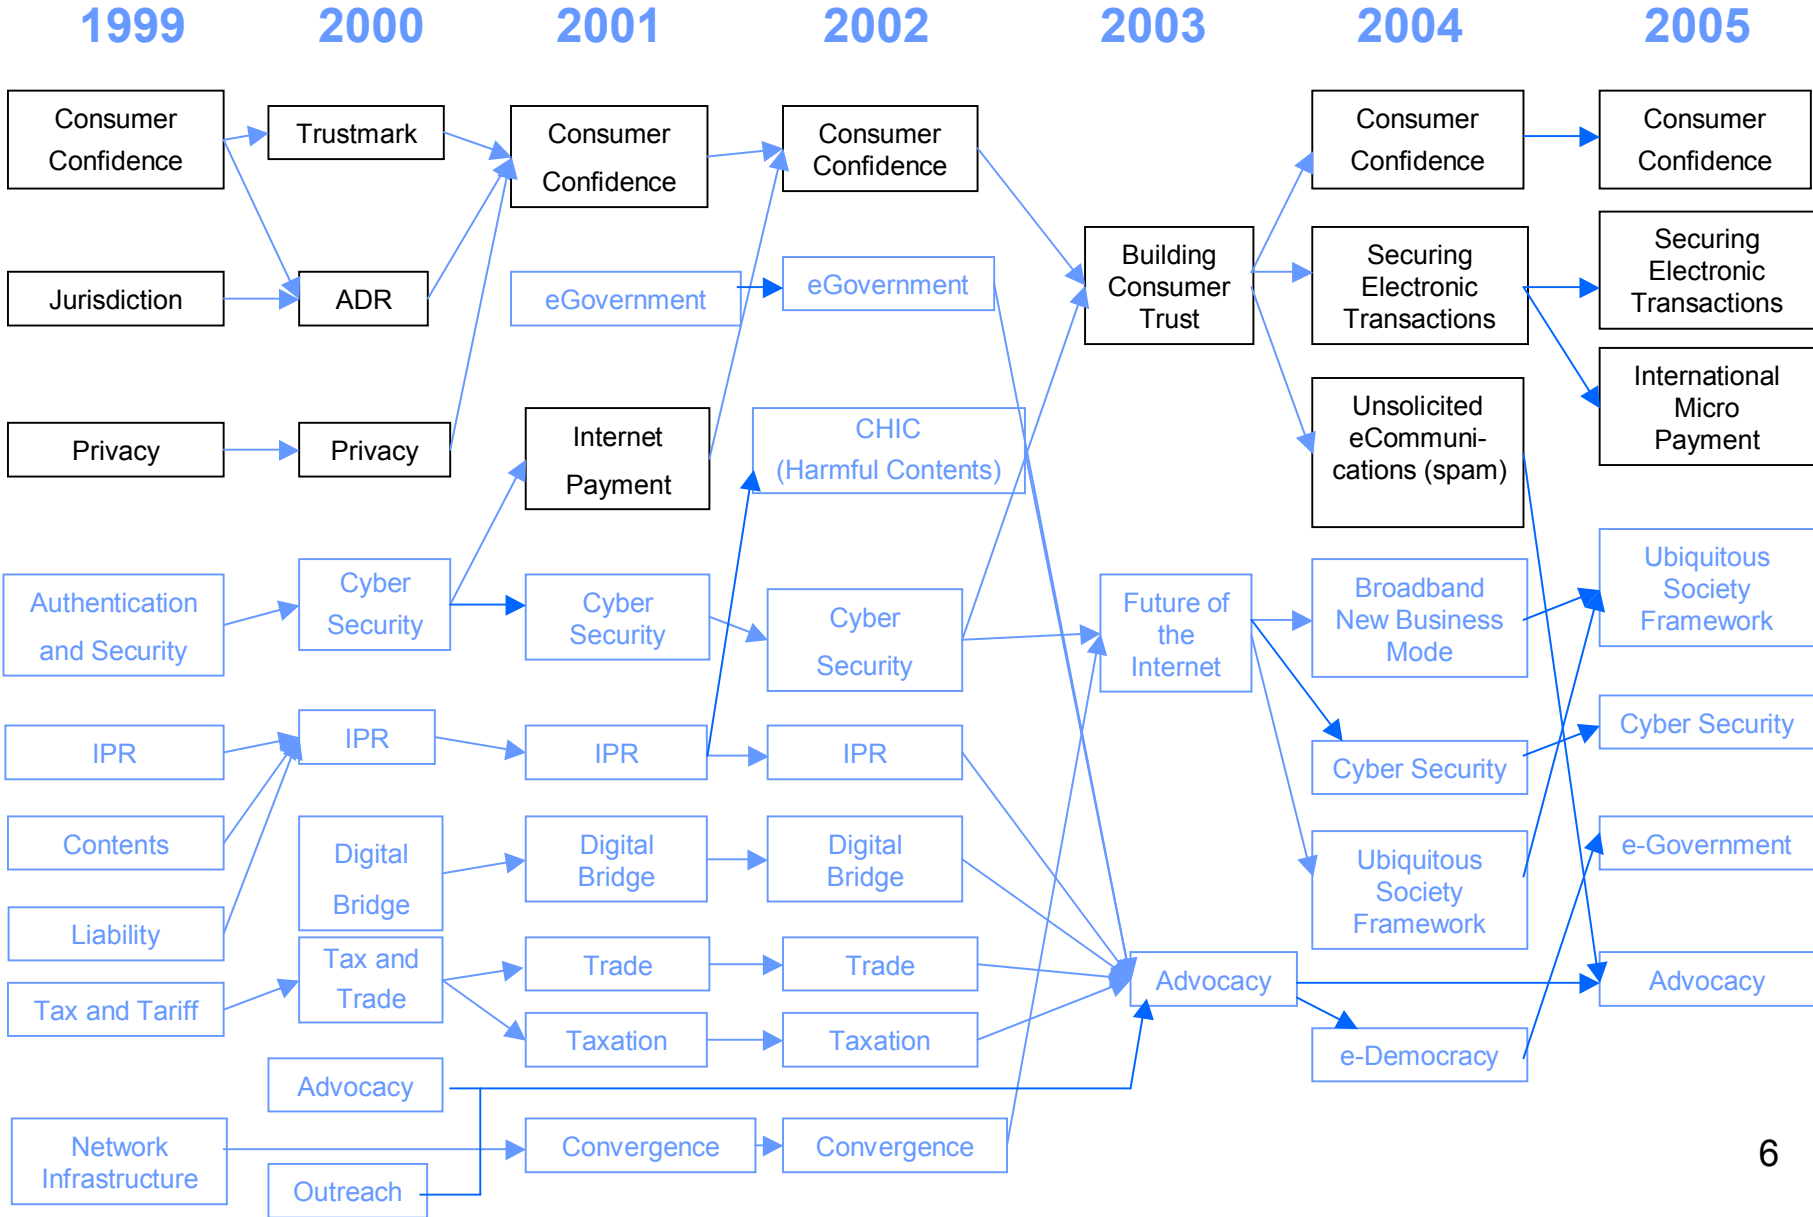 1999 2000 2001 2002 2003 2004 2005
Consumer
Confidence
Jurisdiction
Privacy
Authentication
and Security
IPR
Contents
Liability
Tax and Tariff
Network
Infrastructure
Trustmark
ADR
Privacy
Cyber
Security
IPR
Digital
Bridge
Tax and
Trade
Advocacy
Outreach
Consumer
Confidence
eGovernment
Internet
Payment
Cyber
Security
IPR
Digital
Bridge
Trade
Taxation
Convergence
Consumer
Confidence
eGovernment
CHIC
(Harmful Contents)
Cyber
Security
IPR
Digital
Bridge
Trade
Taxation
Convergence
Building
Consumer
Trust
Future of
the
Internet
Advocacy
Consumer
Confidence
Securing
Electronic
Transactions
Unsolicited
eCommuni-
cations (spam)
Broadband
New Business
Mode
Cyber Security
Ubiquitous
Society
Framework
e-Democracy
Consumer
Confidence
Securing
Electronic
Transactions
International
Micro
Payment
Ubiquitous
Society
Framework
Cyber Security
e-Government
Advocacy
6